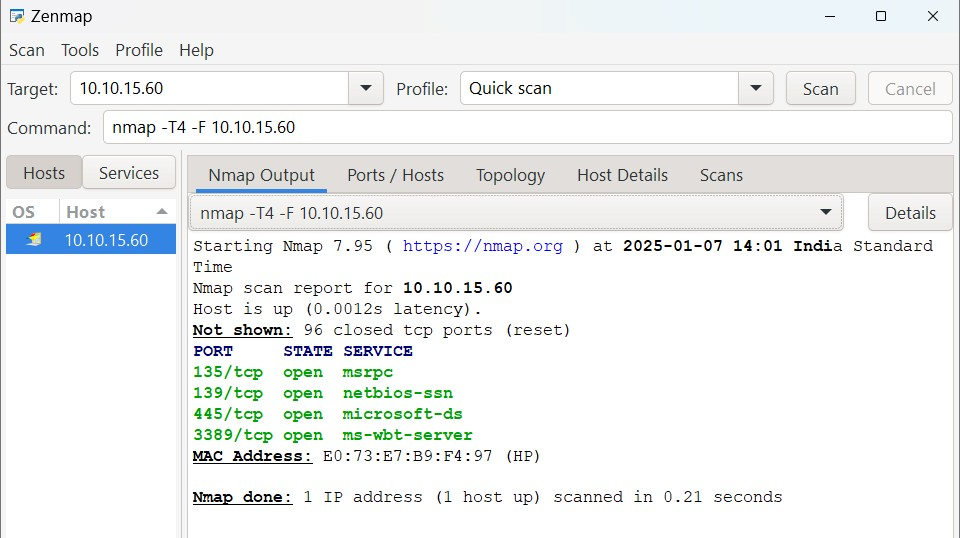 Zenmap
Scan Tools Profile Help
Target: 10.10.15.60 Profile: Quick scan Scan Cancel
Command: nmap -T4 -F 10.10.15.60
Hosts Services
OS Host
10.10.15.60
Nmap Output Ports / Hosts Topology Host Details Scans
nmap -T4 -F 10.10.15.60 Details
Starting Nmap 7.95 ( https://nmap.org ) at 2025-01-07 14:01 India Standard
Time
Nmap scan report for 10.10.15.60
Host is up (0.0012s latency).
Not shown: 96 closed tcp ports (reset)
PORT STATE SERVICE
135/tcp open msrpc
139/tcp open netbios-ssn
445/tcp open microsoft-ds
3389/tcp open ms-wbt-server
MAC Address: E0:73:E7:B9:F4:97 (HP)
Nmap done: 1 IP address (1 host up) scanned in 0.21 seconds